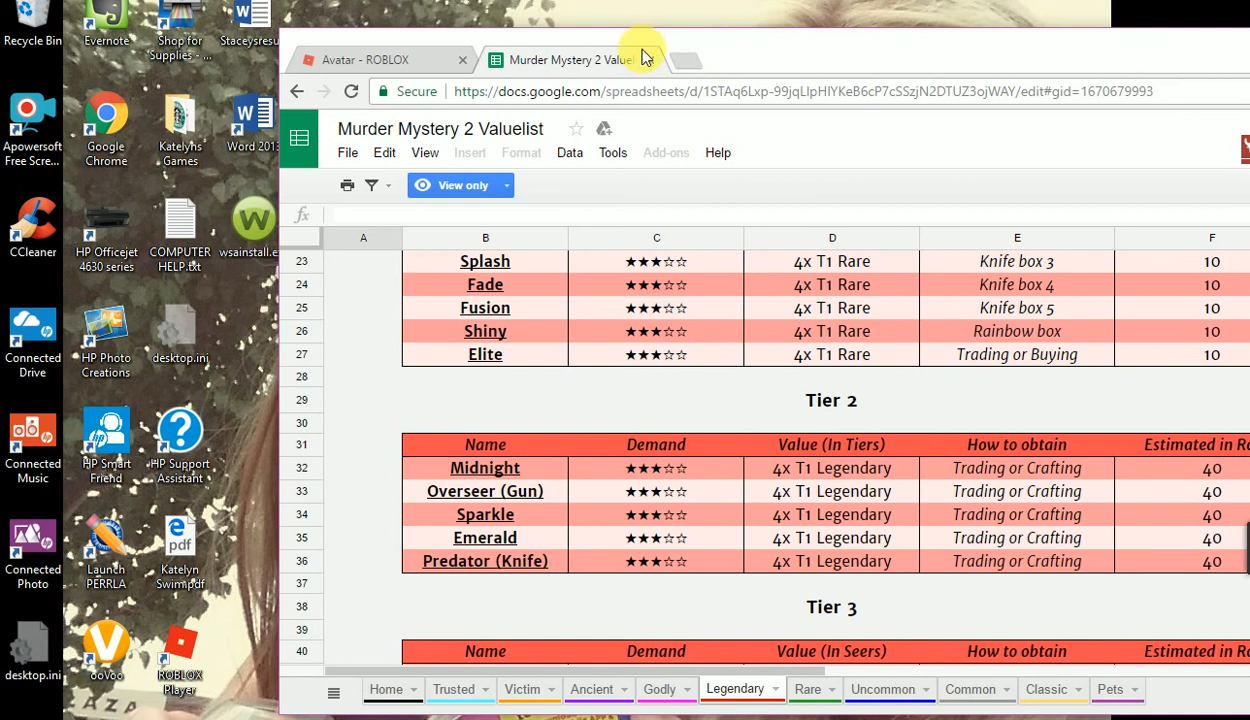 Recycle Bin
Evernote
Shop for
Supplies - ...
Staceysresu
Apowersoft
Free Scre...
Google
Chrome
Katelyns
Games
Word 2013
CCleaner
HP Officejet
4630 series
COMPUTER
HELP.txt
wsainstall.e
Connected
Drive
HP Photo
Creations
desktop.ini
Connected
Music
HP Smart
Friend
HP Support
Assistant
Connected
Photo
Launch
PERRLA
Katelyn
Swim.pdf
desktop.ini
ooVoo
ROBLOX
Player
Avatar - ROBLOX
Murder Mystery 2 Valuel
Secure
https://docs.google.com/spreadsheets/d/1STAq6Lxp-99jqLIpHIYKeB6cP7cSSzjN2DTUZ3ojWAY/edit#gid=1670679993
Murder Mystery 2 Valuelist
File Edit View Insert Format Data Tools Add-ons Help
View only
fx
A B C D E F
23 Splash ★★★☆☆ 4x T1 Rare Knife box 3 10
24 Fade ★★★☆☆ 4x T1 Rare Knife box 4 10
25 Fusion ★★★☆☆ 4x T1 Rare Knife box 5 10
26 Shiny ★★★☆☆ 4x T1 Rare Rainbow box 10
27 Elite ★★★☆☆ 4x T1 Rare Trading or Buying 10
28
29 Tier 2
30
31 Name Demand Value (In Tiers) How to obtain Estimated in Ra
32 Midnight ★★★☆☆ 4x T1 Legendary Trading or Crafting 40
33 Overseer (Gun) ★★★☆☆ 4x T1 Legendary Trading or Crafting 40
34 Sparkle ★★★☆☆ 4x T1 Legendary Trading or Crafting 40
35 Emerald ★★★☆☆ 4x T1 Legendary Trading or Crafting 40
36 Predator (Knife) ★★★☆☆ 4x T1 Legendary Trading or Crafting 40
37
38 Tier 3
39
40 Name Demand Value (In Seers) How to obtain Estimated in Ra
Home Trusted Victim Ancient Godly Legendary Rare Uncommon Common Classic Pets